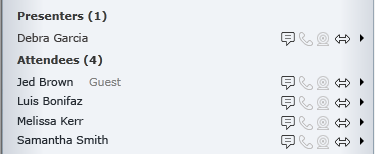 Presenters (1)
Debra Garcia
Attendees (4)
Jed Brown Guest
Luis Bonifaz
Melissa Kerr
Samantha Smith